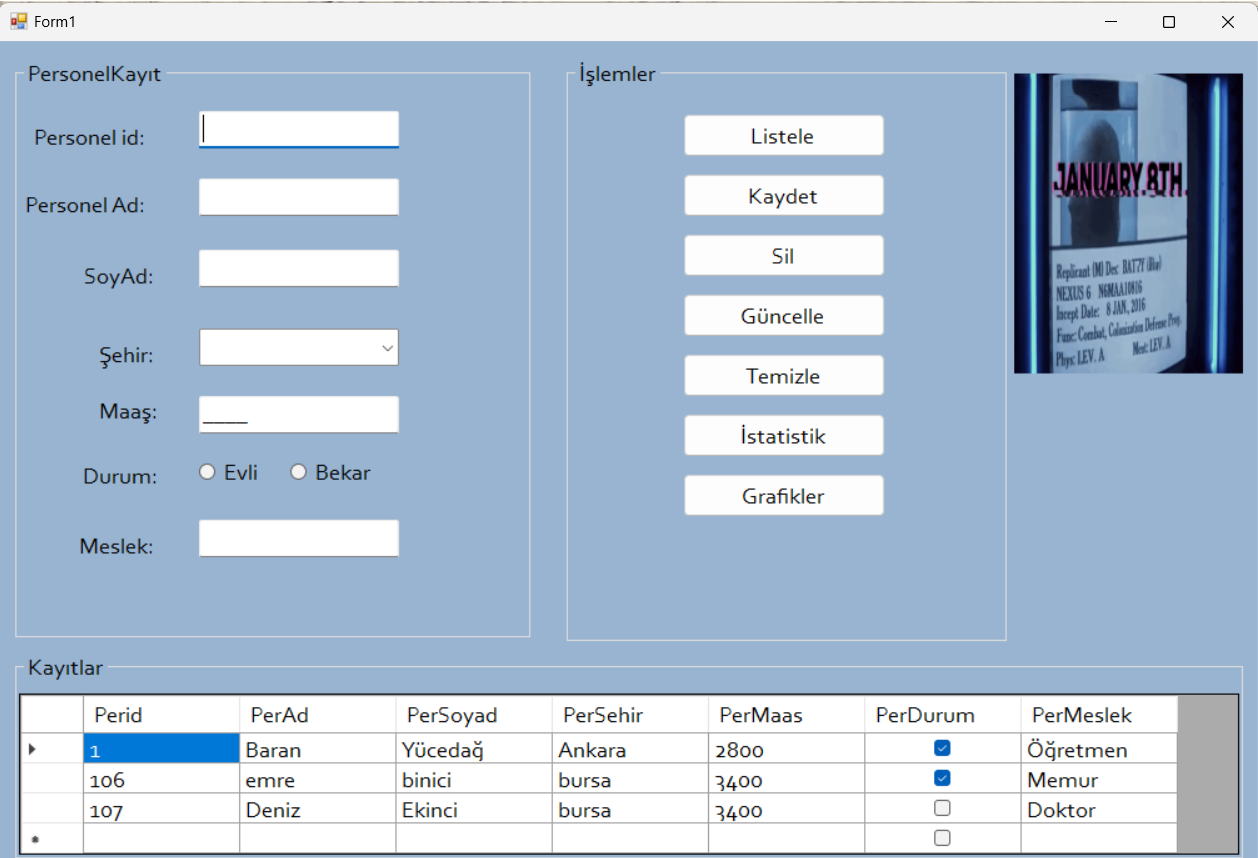 Form1
PersonelKayıt
Personel id:
Personel Ad:
SoyAd:
Şehir:
Maaş:
____
Durum:
Evli
Bekar
Meslek:
İşlemler
Listele
Kaydet
Sil
Güncelle
Temizle
İstatistik
Grafikler
JANUARY.8TH.
Replicant (M) Des: BAT7Y (Blue)
NEXUS 6 N6MAA10816
Incept Date: 8 JAN, 2016
Func: Combat, Colonization Defense Prog.
Phys: LEV. A Ment: LEV. A
Kayıtlar
Perid PerAd PerSoyad PerSehir PerMaas PerDurum PerMeslek
1 Baran Yücedağ Ankara 2800 Öğretmen
106 emre binici bursa 3400 Memur
107 Deniz Ekinci bursa 3400 Doktor